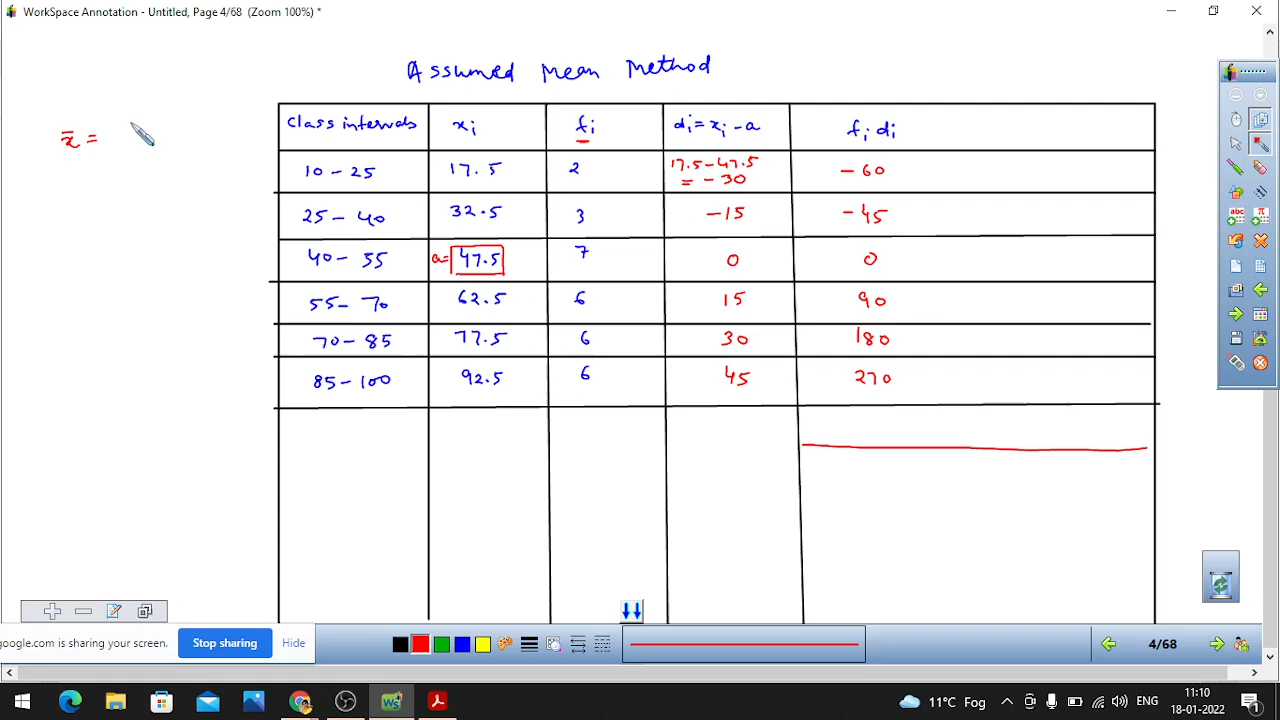 WorkSpace Annotation - Untitled, Page 4/68 (Zoom 100%) *
Assumed Mean Method
x̄ =
Class intervals xi fi di = xi - a fi di
10 - 25 17.5 2 17.5 - 47.5 = - 30 - 60
25 - 40 32.5 3 -15 - 45
40 - 55 a= 47.5 7 0 0
55 - 70 62.5 6 15 90
70 - 85 77.5 6 30 180
85 - 100 92.5 6 45 270
abc π
google.com is sharing your screen. Stop sharing Hide
4/68
11°C Fog ENG 11:10
18-01-2022
1